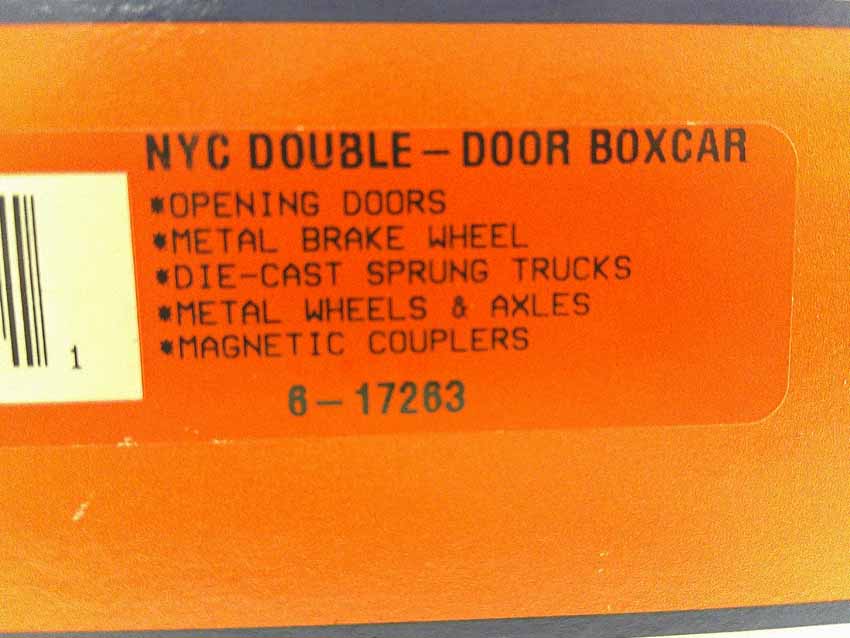 NYC DOUBLE-DOOR BOXCAR
*OPENING DOORS
*METAL BRAKE WHEEL
*DIE-CAST SPRUNG TRUCKS
*METAL WHEELS & AXLES
*MAGNETIC COUPLERS
1
6-17263